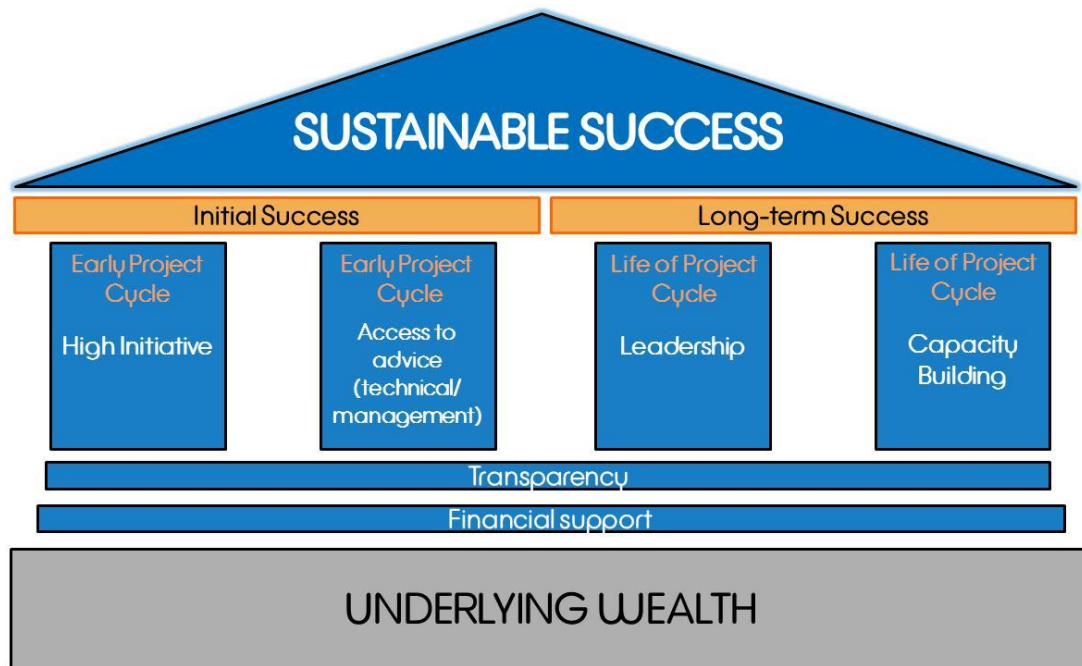 SUSTAINABLE SUCCESS
Initial Success
Long-term Success
Early Project
Cycle
High Initiative
Early Project
Cycle
Access to
advice
(technical/
management)
Life of Project
Cycle
Leadership
Life of Project
Cycle
Capacity
Building
Transparency
Financial support
UNDERLYING WEALTH